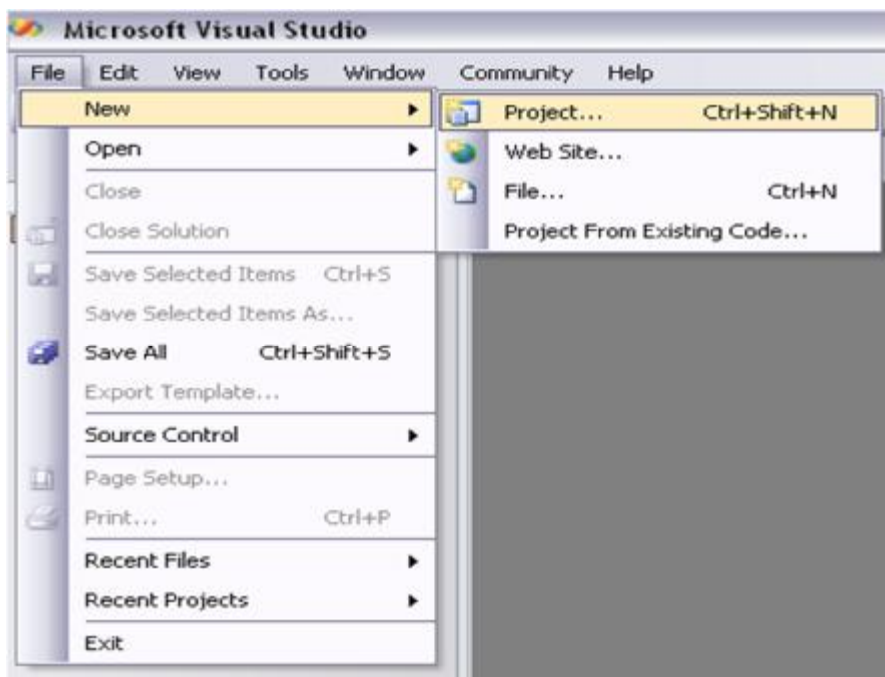 Microsoft Visual Studio
File Edit View Tools Window Community Help
New
Project... Ctrl+Shift+N
Open
Web Site...
Close
File... Ctrl+N
Close Solution
Project From Existing Code...
Save Selected Items Ctrl+S
Save Selected Items As...
Save All Ctrl+Shift+S
Export Template...
Source Control
Page Setup...
Print... Ctrl+P
Recent Files
Recent Projects
Exit